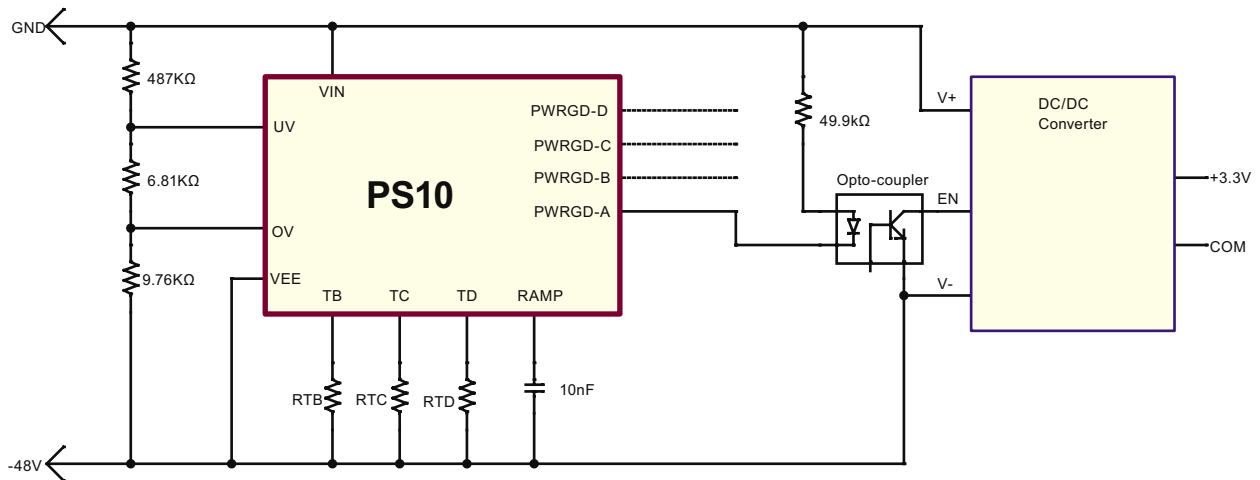 GND
487KΩ
VIN
UV
6.81KΩ
PS10
OV
9.76KΩ
VEE
TB
TC
TD
RAMP
PWRGD-D
PWRGD-C
PWRGD-B
PWRGD-A
49.9kΩ
Opto-coupler
V+
EN
V-
DC/DC
Converter
+3.3V
COM
RTB
RTC
RTD
10nF
-48V